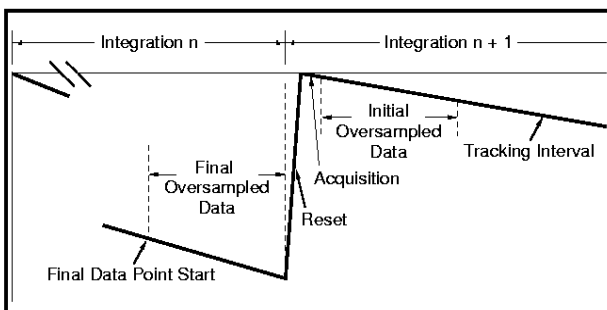 Integration n
Integration n + 1
Initial
Oversampled
Data
Tracking Interval
Final
Oversampled
Data
Acquisition
Reset
Final Data Point Start